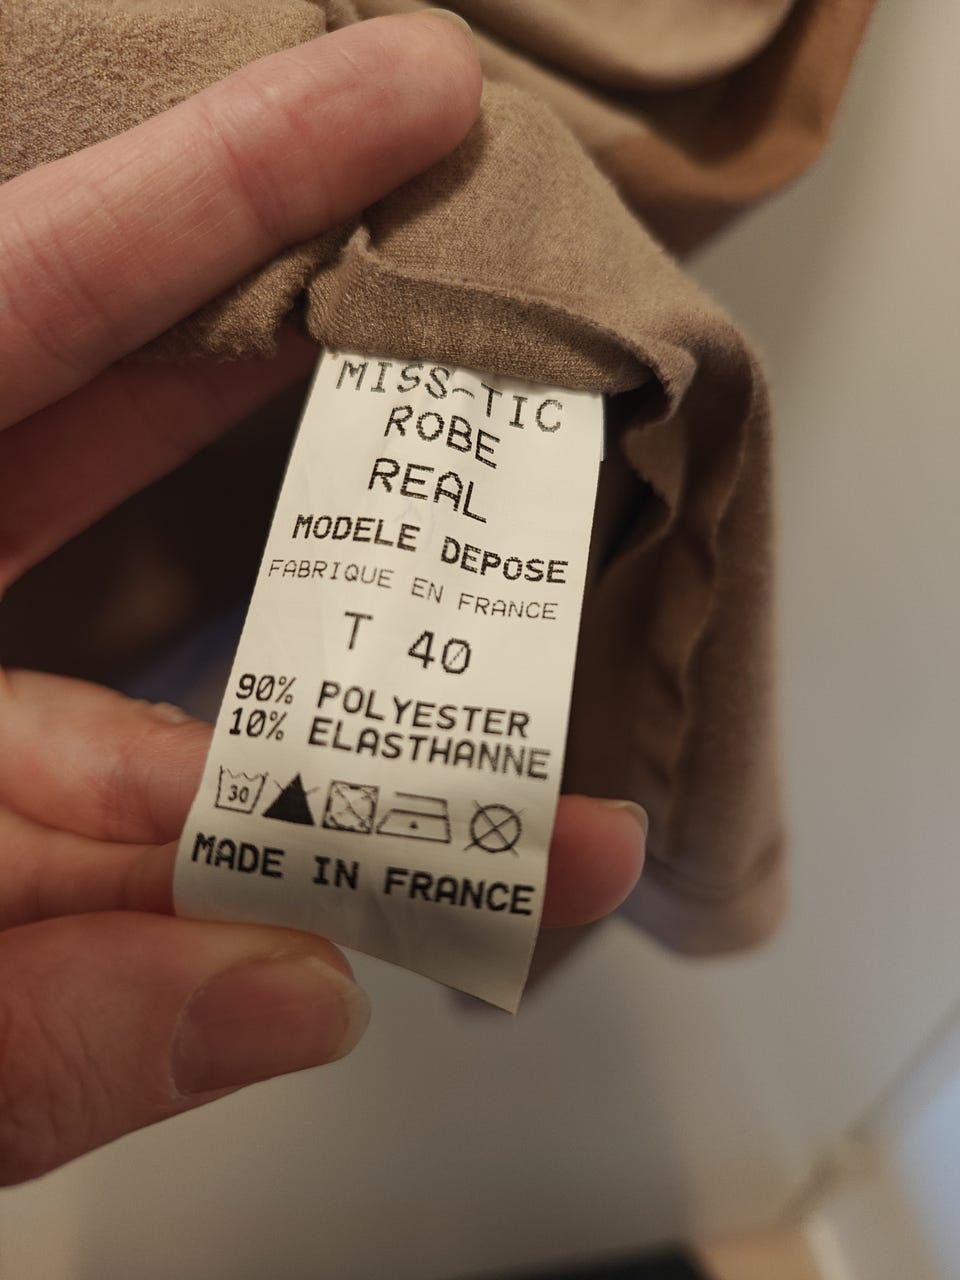 MISS-TIC
ROBE
REAL
MODELE DEPOSE
FABRIQUE EN FRANCE
T 40
90% POLYESTER
10% ELASTHANNE
30
MADE IN FRANCE